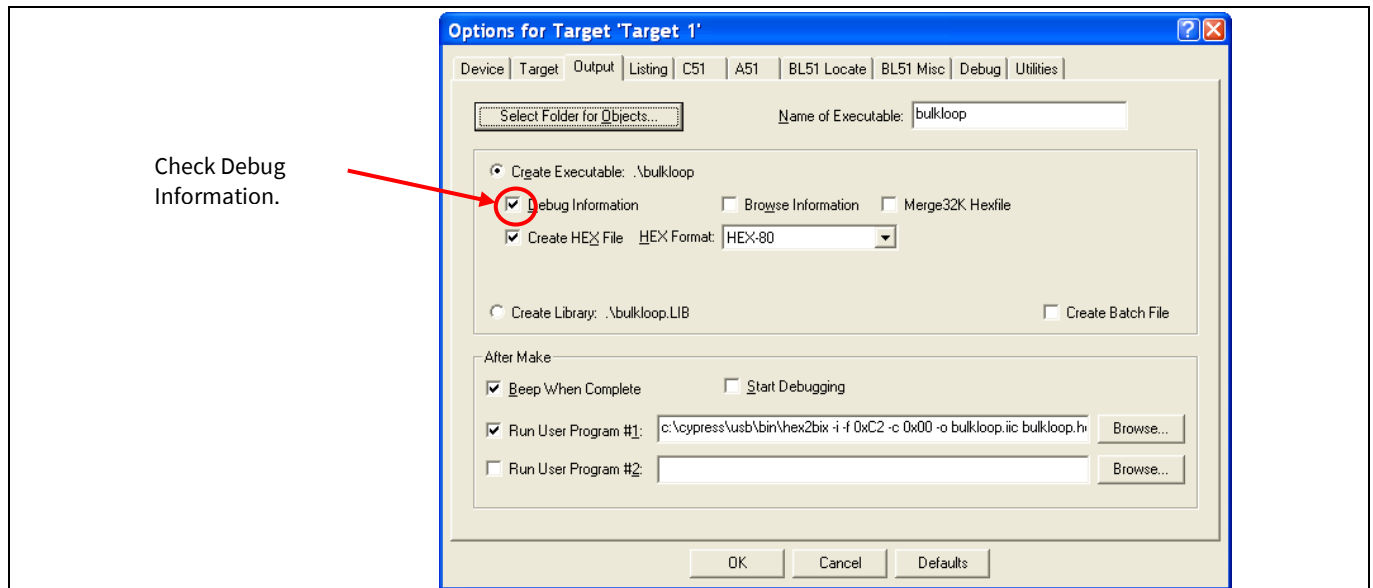 Options for Target 'Target 1'
Device Target Output Listing C51 A51 BL51 Locate BL51 Misc Debug Utilities
Select Folder for Objects... Name of Executable: bulkloop
Check Debug
Information.
Create Executable: .\bulkloop
Debug Information Browse Information Merge32K Hexfile
Create HEX File HEX Format: HEX-80
Create Library: .\bulkloop.LIB Create Batch File
After Make
Beep When Complete Start Debugging
Run User Program #1: c:\cypress\usb\bin\hex2bix -i -f 0xC2 -c 0x00 -o bulkloop.iic Browse...
Run User Program #2: Browse...
OK Cancel Defaults